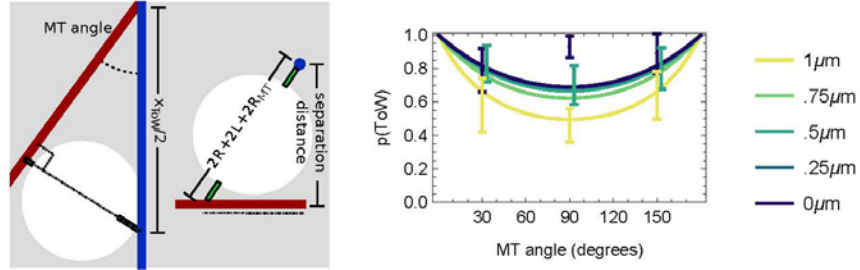 MT angle
X_ToW/2
2R+2L+2R_MT
separation
distance
p(ToW)
1.0
0.8
0.6
0.4
0.2
0.0
30
60
90
120
150
MT angle (degrees)
1μm
.75μm
.5μm
.25μm
0μm